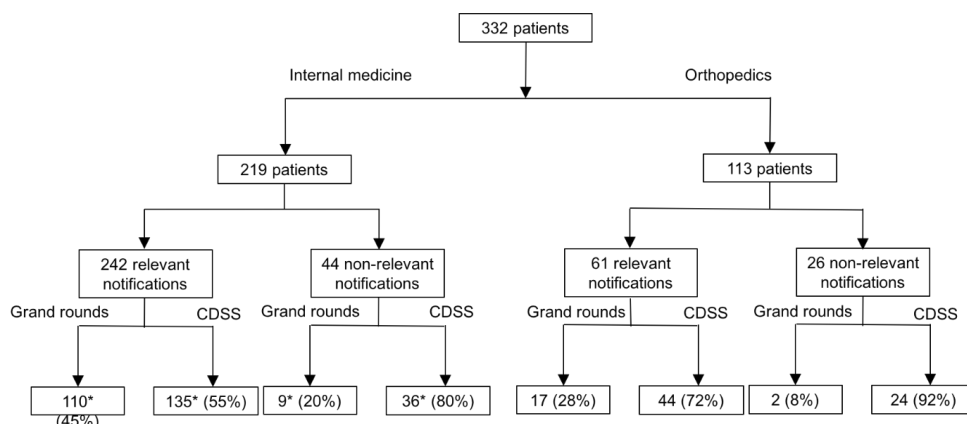 332 patients
Internal medicine
Orthopedics
219 patients
113 patients
242 relevant
notifications
44 non-relevant
notifications
61 relevant
notifications
26 non-relevant
notifications
Grand rounds
CDSS
Grand rounds
CDSS
Grand rounds
CDSS
Grand rounds
CDSS
110*
(45%)
135* (55%)
9* (20%)
36* (80%)
17 (28%)
44 (72%)
2 (8%)
24 (92%)